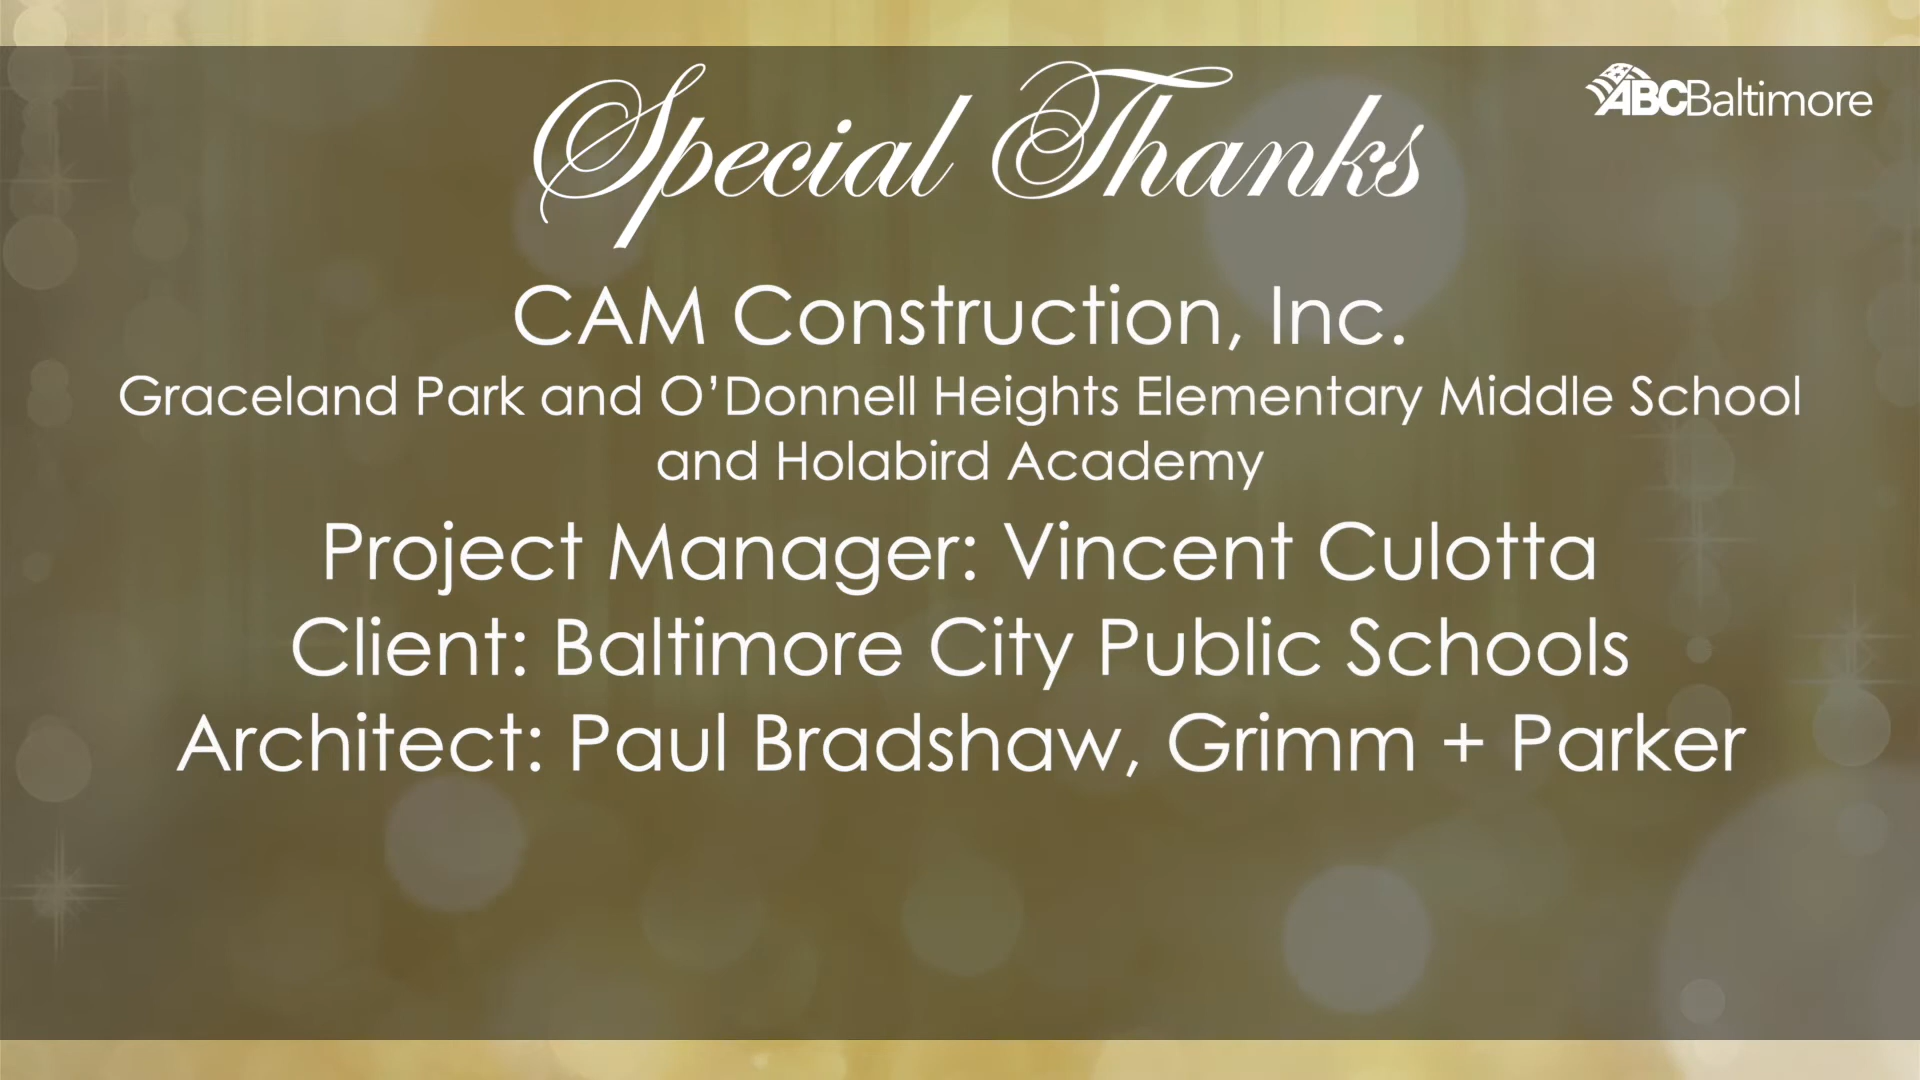 Special Thanks
ABCBaltimore
CAM Construction, Inc.
Graceland Park and O’Donnell Heights Elementary Middle School
and Holabird Academy
Project Manager: Vincent Culotta
Client: Baltimore City Public Schools
Architect: Paul Bradshaw, Grimm + Parker